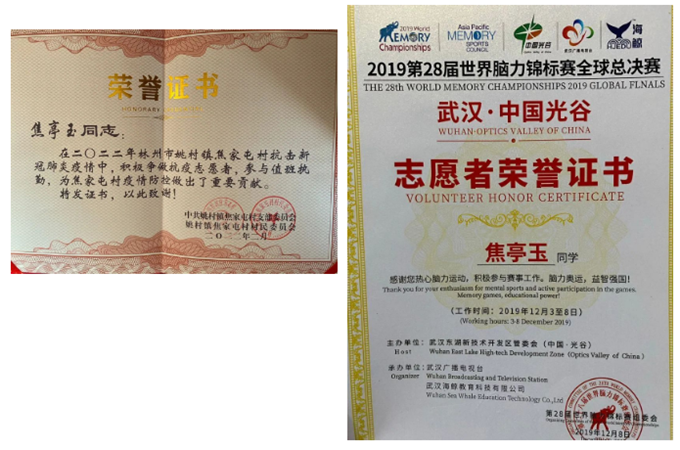 荣誉证书
HONORARY CERTIFICATE
焦亭玉同志：
在二〇二二年林州市姚村镇焦家屯村抗击新
冠肺炎疫情中，积极争做抗疫志愿者，参与值班执
勤，为焦家屯村疫情防控做出了重要贡献。
特发证书，以此致谢！
中共姚村镇焦家屯村支部委员会
姚村镇焦家屯村村民委员会
二〇二二年二月
2019 World
MEMORY
Championships
Asia Pacific
MEMORY
SPORTS
COUNCIL
中国光谷
武汉广播电视台
海鲸
2019第28届世界脑力锦标赛全球总决赛
THE 28th WORLD MEMORY CHAMPIONSHIPS 2019 GLOBAL FLNALS
武汉·中国光谷
WUHAN-OPTICS VALLEY OF CHINA
志愿者荣誉证书
VOLUNTEER HONOR CERTIFICATE
焦亭玉 同学
感谢您热心脑力运动，积极参与赛事工作。脑力奥运，益智强国！
Thank you for your enthusiasm for mental sports and active participation in the games.
Memory games, educational power!
（工作时间：2019年12月3至8日）
(Working hours: 3-8 December 2019)
主办单位：武汉东湖新技术开发区管委会（中国·光谷）
Host Wuhan East Lake High-tech Development Zone (Optics Valley of China)
承办单位：武汉广播电视台
Organizer Wuhan Broadcasting and Television Station
武汉海鲸教育科技有限公司
Wuhan Sea Whale Education Technology Co.,Ltd
第28届世界脑力锦标赛组委会
2019年12月8日